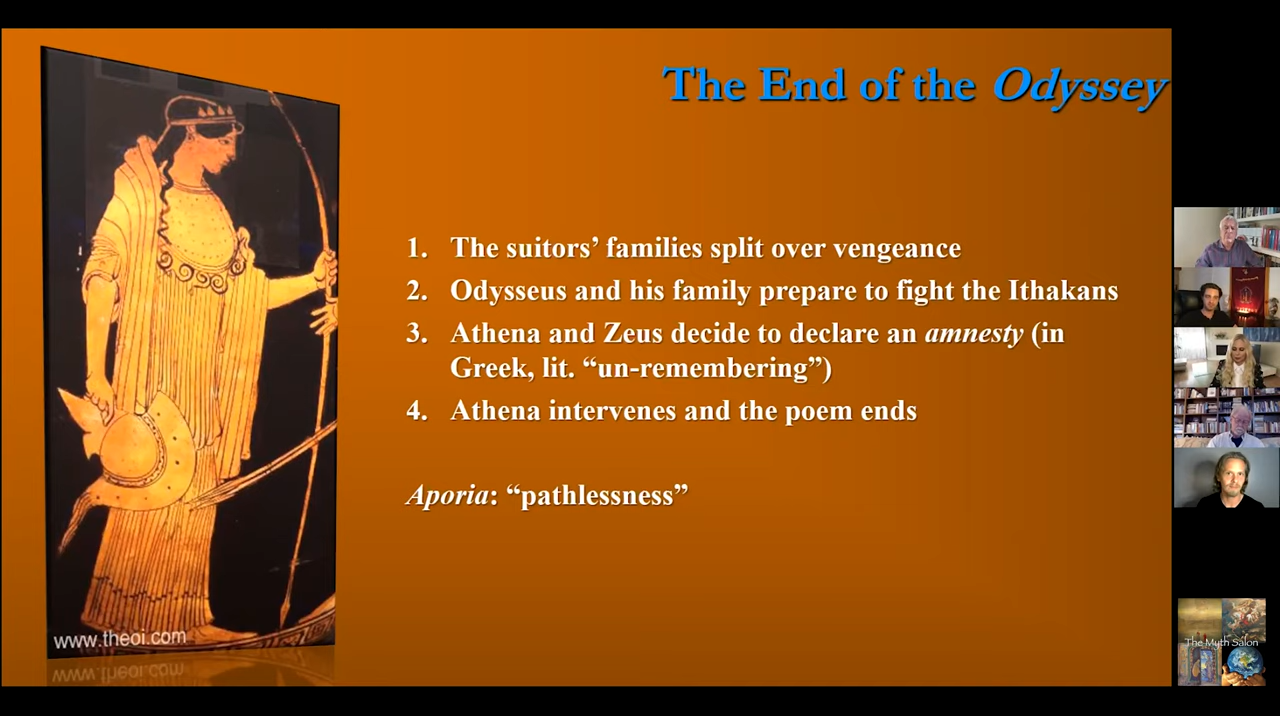 The End of the Odyssey
1. The suitors’ families split over vengeance
2. Odysseus and his family prepare to fight the Ithakans
3. Athena and Zeus decide to declare an amnesty (in
Greek, lit. “un-remembering”)
4. Athena intervenes and the poem ends
Aporia: “pathlessness”
www.theoi.com
The Myth Salon